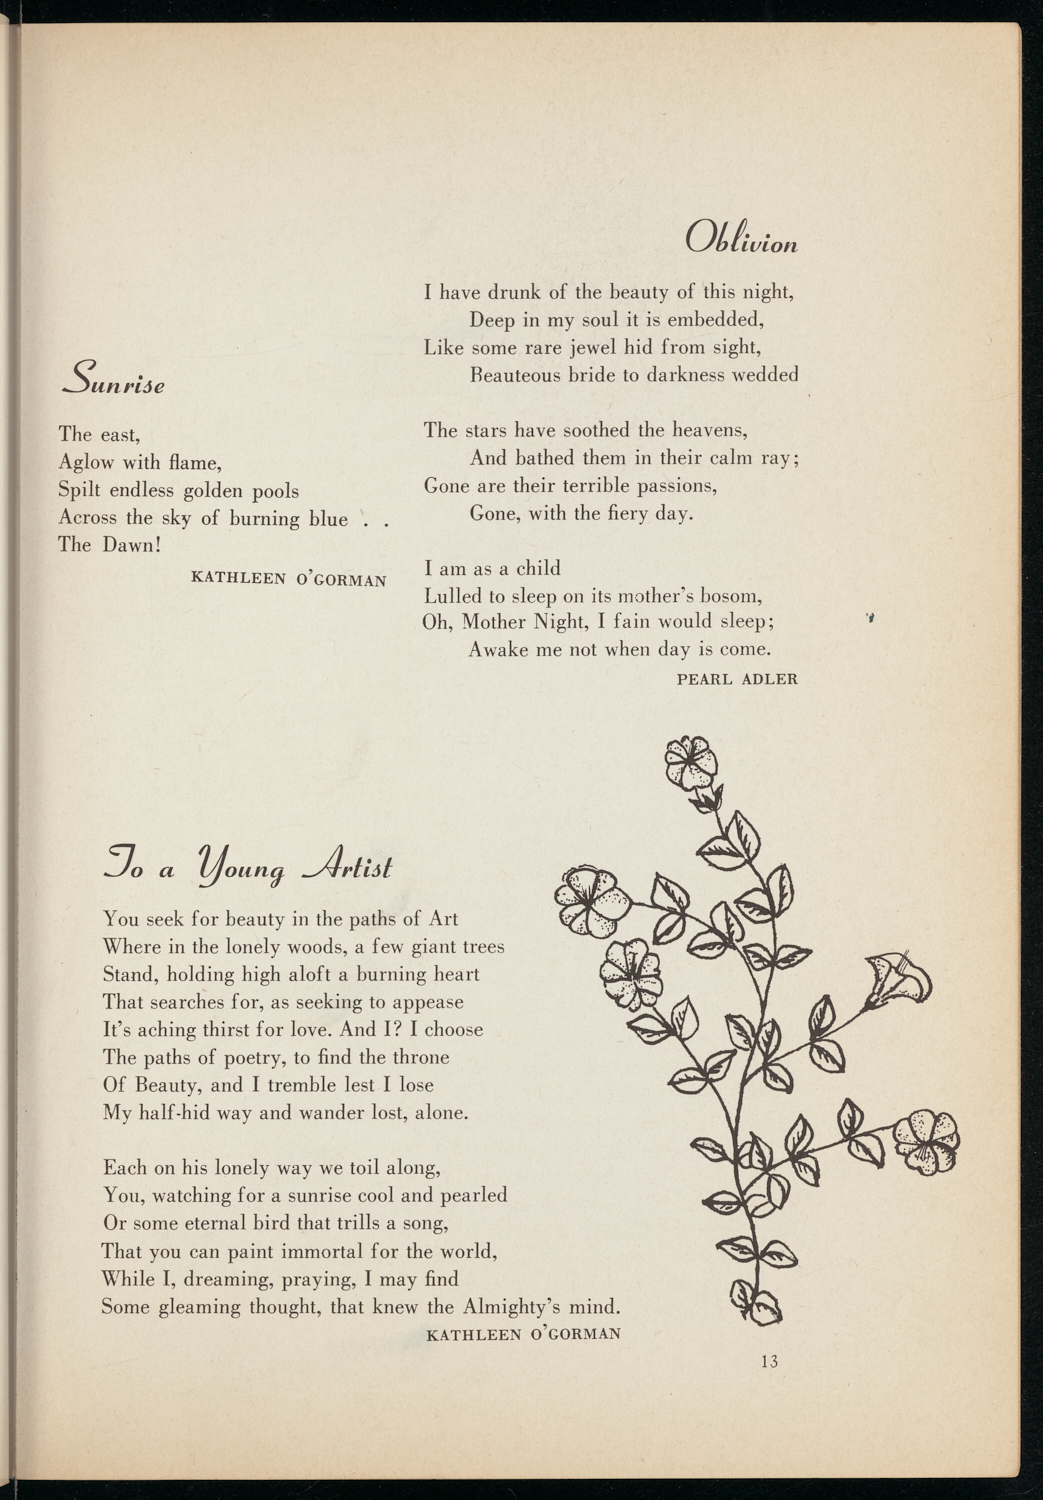 Oblivion
I have drunk of the beauty of this night,
Deep in my soul it is embedded,
Like some rare jewel hid from sight,
Beauteous bride to darkness wedded
The stars have soothed the heavens,
And bathed them in their calm ray;
Gone are their terrible passions,
Gone, with the fiery day.
I am as a child
Lulled to sleep on its mother's bosom,
Oh, Mother Night, I fain would sleep;
Awake me not when day is come.
PEARL ADLER
Sunrise
The east,
Aglow with flame,
Spilt endless golden pools
Across the sky of burning blue . .
The Dawn!
KATHLEEN O'GORMAN
To a Young Artist
You seek for beauty in the paths of Art
Where in the lonely woods, a few giant trees
Stand, holding high aloft a burning heart
That searches for, as seeking to appease
It's aching thirst for love. And I? I choose
The paths of poetry, to find the throne
Of Beauty, and I tremble lest I lose
My half-hid way and wander lost, alone.
Each on his lonely way we toil along,
You, watching for a sunrise cool and pearled
Or some eternal bird that trills a song,
That you can paint immortal for the world,
While I, dreaming, praying, I may find
Some gleaming thought, that knew the Almighty's mind.
KATHLEEN O'GORMAN
13